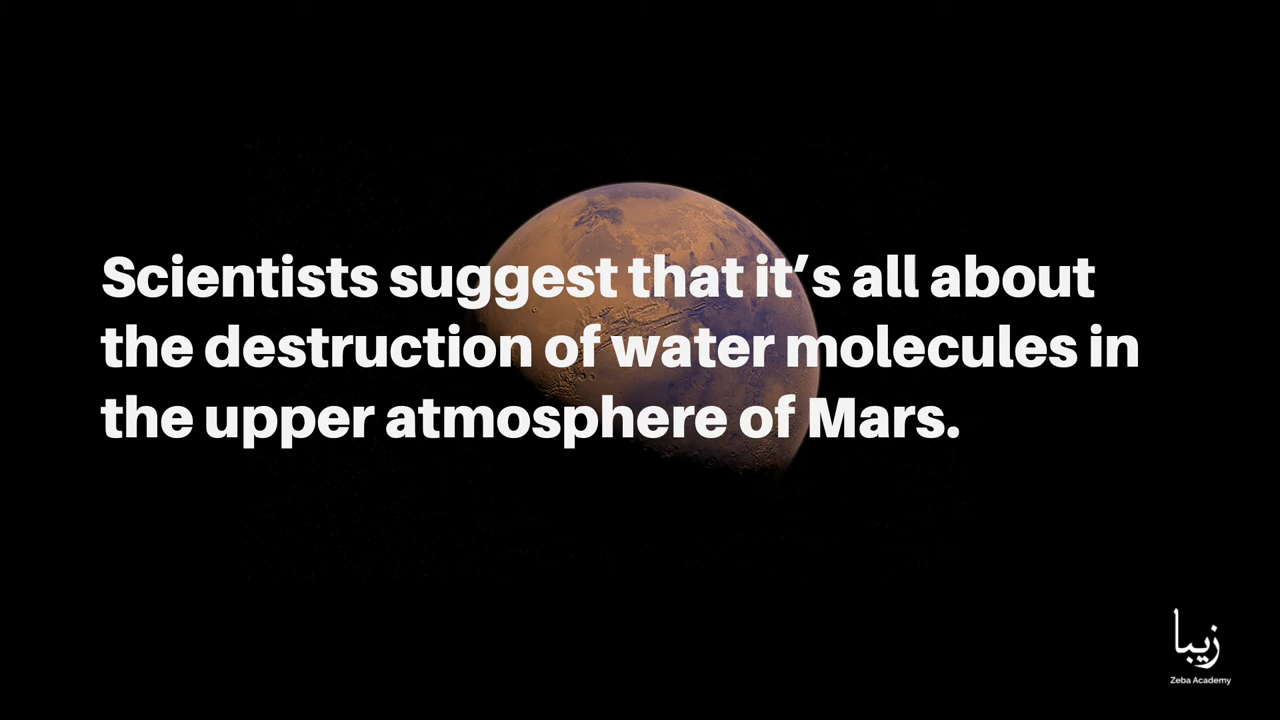 Scientists suggest that it’s all about
the destruction of water molecules in
the upper atmosphere of Mars.
زیبا
Zeba Academy